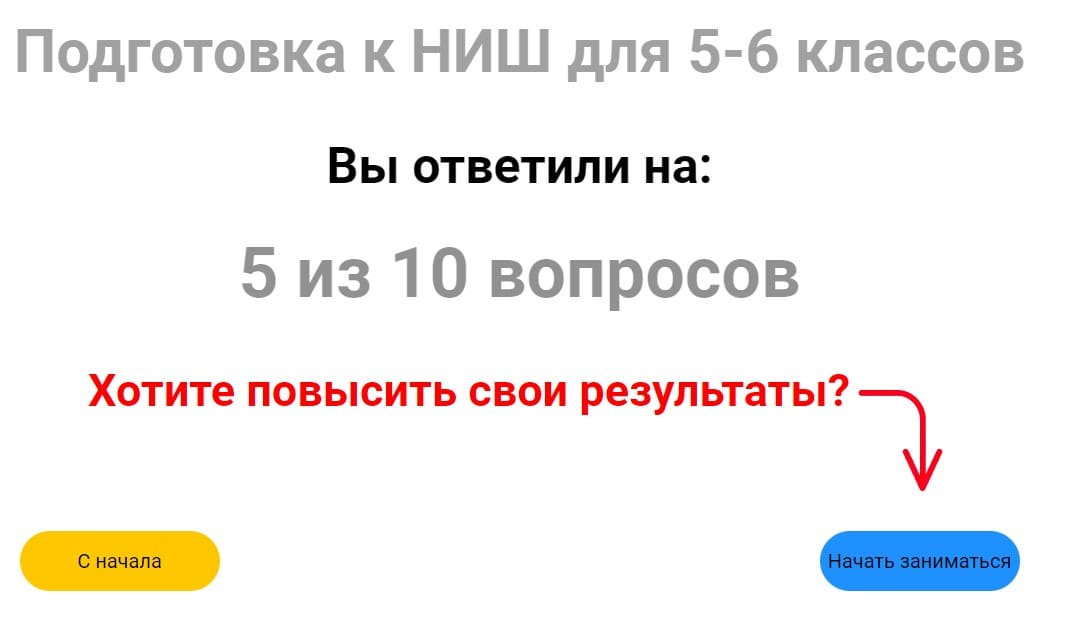 Подготовка к НИШ для 5-6 классов
Вы ответили на:
5 из 10 вопросов
Хотите повысить свои результаты?
С начала
Начать заниматься